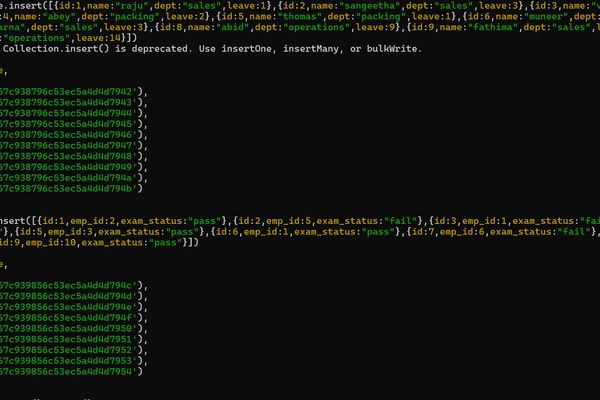 e.insert([{id:1,name:"raju",dept:"sales",leave:1},{id:2,name:"sangeetha",dept:"sales",leave:3},{id:3,name:"v
:4,name:"abey",dept:"packing",leave:2},{id:5,name:"thomas",dept:"packing",leave:1},{id:6,name:"muneer",dept:
arna",dept:"sales",leave:3},{id:8,name:"abid",dept:"operations",leave:9},{id:9,name:"fathima",dept:"sales",
:"operations",leave:14}])
Collection.insert() is deprecated. Use insertOne, insertMany, or bulkWrite.
e,
67c938796c53ec5a4d4d7942'),
67c938796c53ec5a4d4d7943'),
67c938796c53ec5a4d4d7944'),
67c938796c53ec5a4d4d7945'),
67c938796c53ec5a4d4d7946'),
67c938796c53ec5a4d4d7947'),
67c938796c53ec5a4d4d7948'),
67c938796c53ec5a4d4d7949'),
67c938796c53ec5a4d4d794a'),
67c938796c53ec5a4d4d794b')
nsert([{id:1,emp_id:2,exam_status:"pass"},{id:2,emp_id:5,exam_status:"fail"},{id:3,emp_id:1,exam_status:"fai
"},{id:5,emp_id:3,exam_status:"pass"},{id:6,emp_id:1,exam_status:"pass"},{id:7,emp_id:6,exam_status:"fail"},
id:9,emp_id:10,exam_status:"pass"}])
e,
67c939856c53ec5a4d4d794c'),
67c939856c53ec5a4d4d794d'),
67c939856c53ec5a4d4d794e'),
67c939856c53ec5a4d4d794f'),
67c939856c53ec5a4d4d7950'),
67c939856c53ec5a4d4d7951'),
67c939856c53ec5a4d4d7952'),
67c939856c53ec5a4d4d7953'),
67c939856c53ec5a4d4d7954')